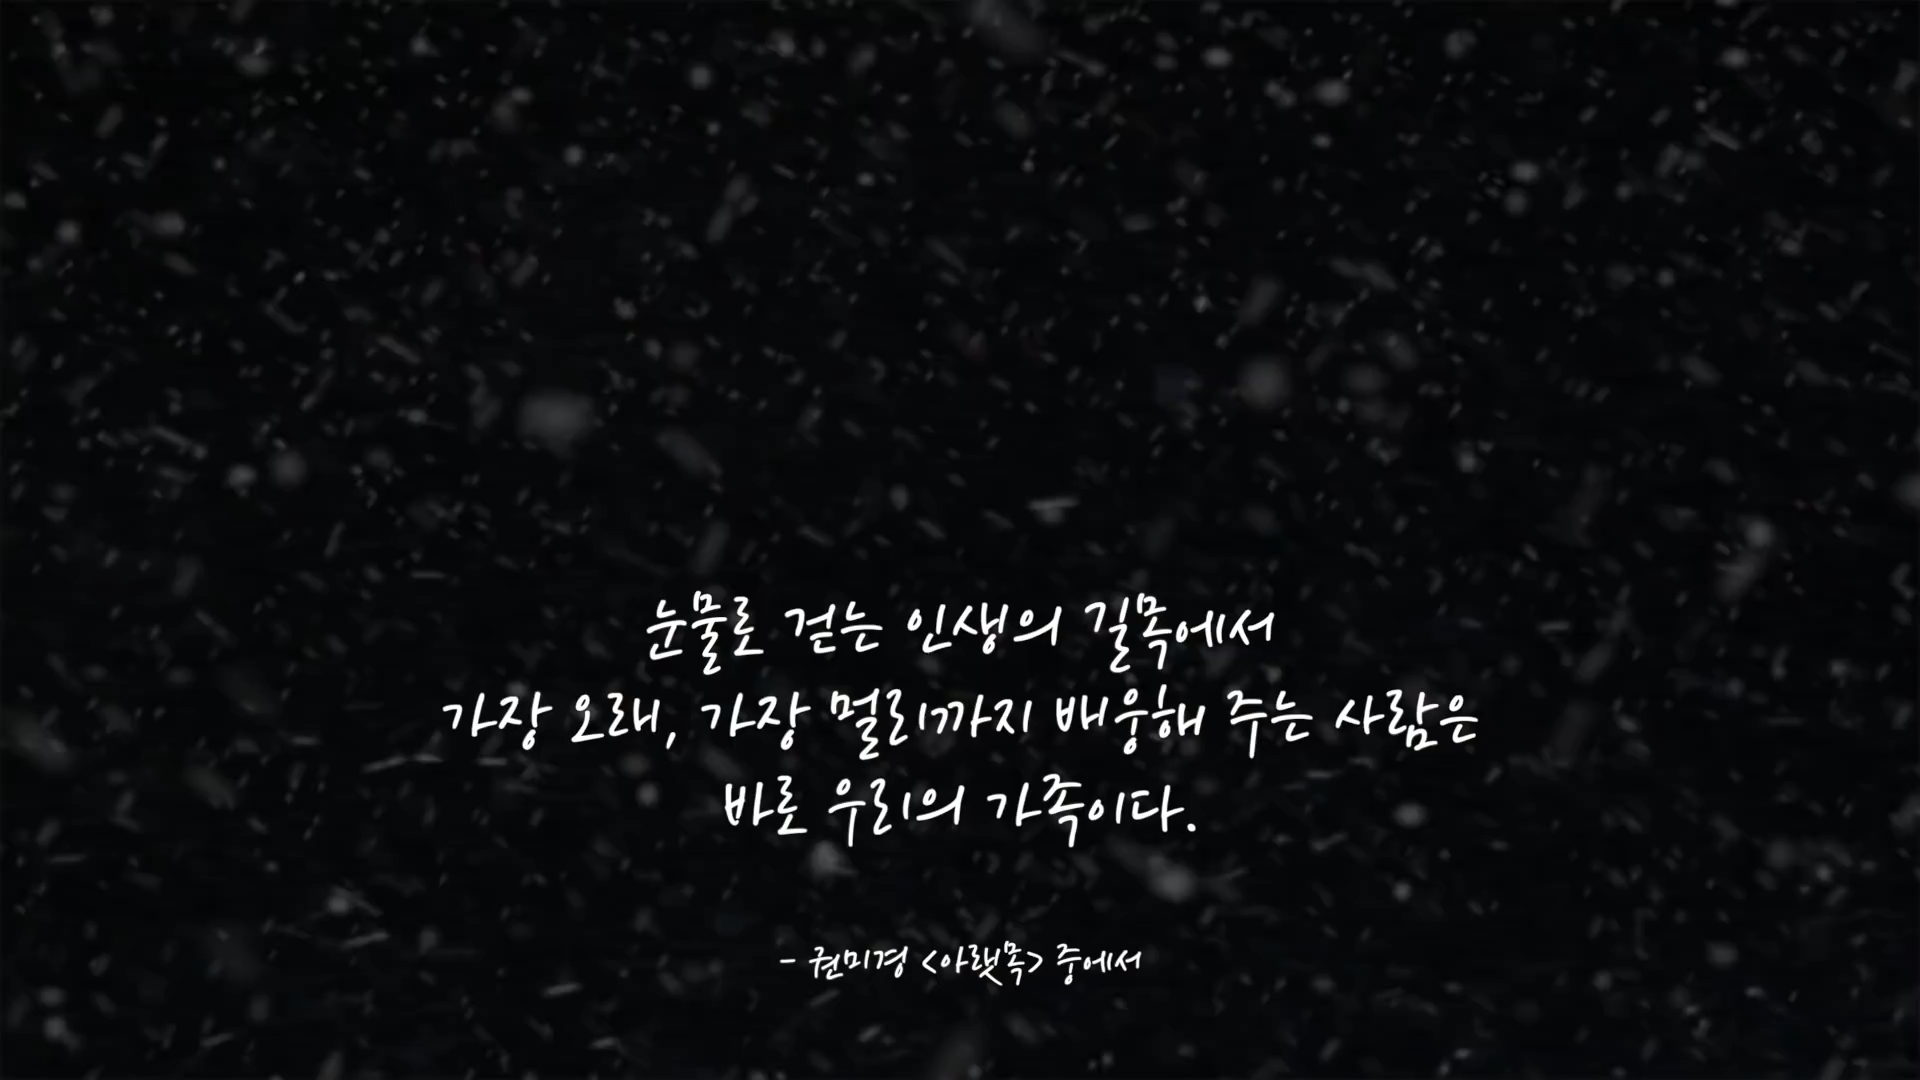 눈물로 걷는 인생의 길목에서
가장 오래, 가장 멀리까지 배웅해 주는 사람은
바로 우리의 가족이다.
- 권미경 <아랫목> 중에서